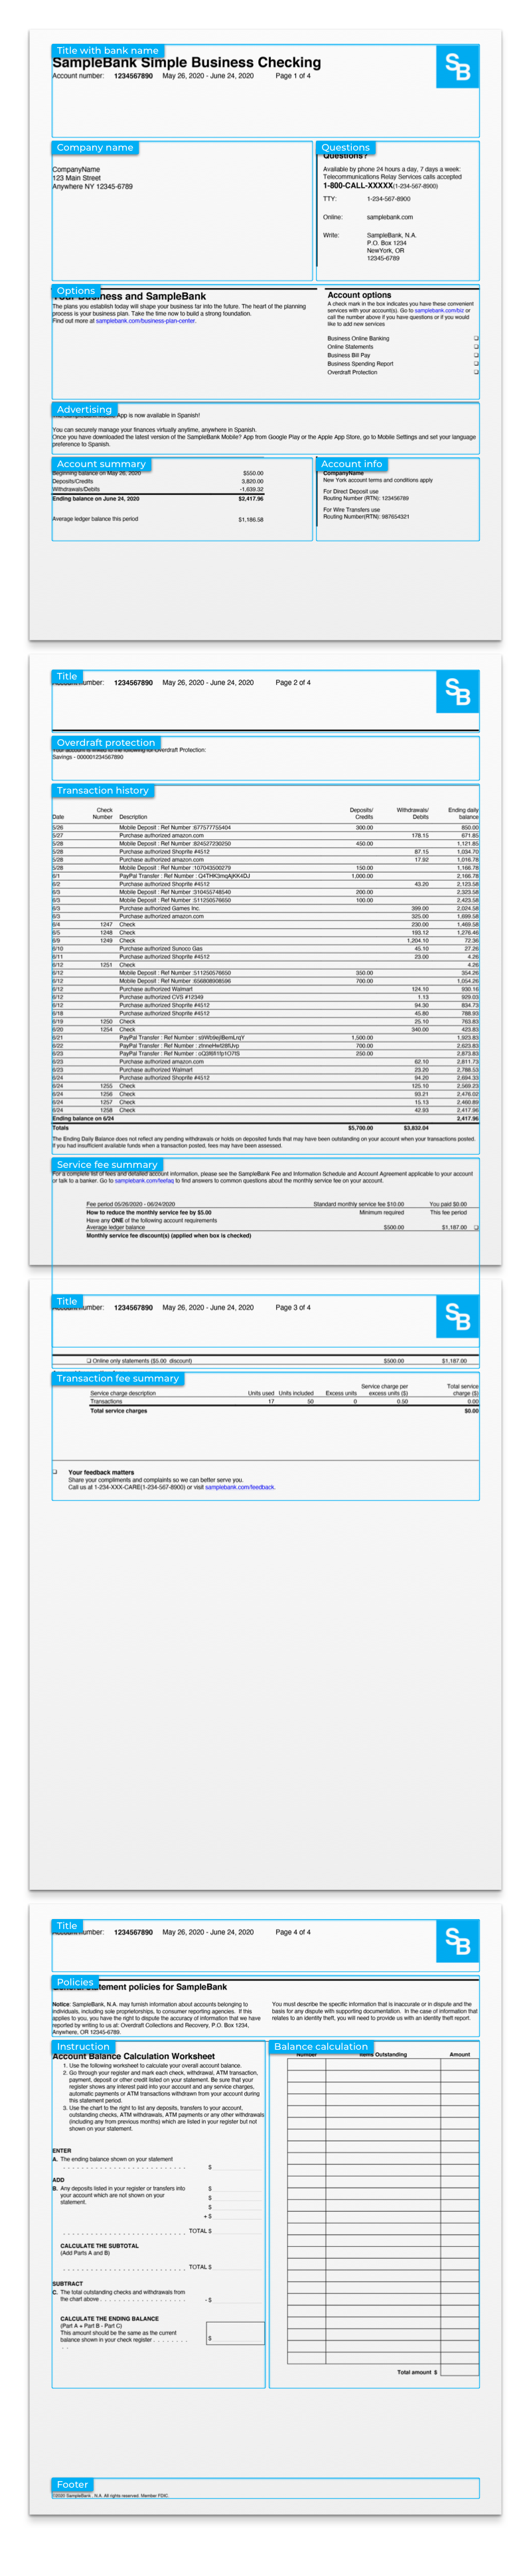 Title with bank name
SampleBank Simple Business Checking
Account number: 1234567890 May 26, 2020 - June 24, 2020 Page 1 of 4
SB
Company name
CompanyName
123 Main Street
Anywhere NY 12345-6789
Questions
Questions?
Available by phone 24 hours a day, 7 days a week:
Telecommunications Relay Services calls accepted
1-800-CALL-XXXXX(1-234-567-8900)
TTY: 1-234-567-8900
Online: samplebank.com
Write: SampleBank, N.A.
P.O. Box 1234
NewYork, OR
12345-6789
Options
Your Business and SampleBank
The plans you establish today will shape your business far into the future. The heart of the planning
process is your business plan. Take the time now to build a strong foundation.
Find out more at samplebank.com/business-plan-center.
Account options
A check mark in the box indicates you have these convenient
services with your account(s). Go to samplebank.com/biz or
call the number above if you have questions or if you would
like to add new services
Business Online Banking
Online Statements
Business Bill Pay
Business Spending Report
Overdraft Protection
Advertising
App is now available in Spanish!
You can securely manage your finances virtually anytime, anywhere in Spanish.
Once you have downloaded the latest version of the SampleBank Mobile? App from Google Play or the Apple App Store, go to Mobile Settings and set your language
preference to Spanish.
Account summary
Beginning balance on May 26, 2020 $550.00
Deposits/Credits 3,820.00
Withdrawals/Debits -1,639.32
Ending balance on June 24, 2020 $2,417.96
Average ledger balance this period $1,186.58
Account info
CompanyName
New York account terms and conditions apply
For Direct Deposit use
Routing Number (RTN): 123456789
For Wire Transfers use
Routing Number(RTN): 987654321
Title
number: 1234567890 May 26, 2020 - June 24, 2020 Page 2 of 4
SB
Overdraft protection
Your account is linked to the following for Overdraft Protection:
Savings - 000001234567890
Transaction history
Date Check Number Description Deposits/ Credits Withdrawals/ Debits Ending daily balance
5/26 Mobile Deposit : Ref Number :677577755404 300.00 850.00
5/27 Purchase authorized amazon.com 178.15 671.85
5/28 Mobile Deposit : Ref Number :824527230250 450.00 1,121.85
5/28 Purchase authorized Shoprite #4512 87.15 1,034.70
5/28 Purchase authorized amazon.com 17.92 1,016.78
5/28 Mobile Deposit : Ref Number :107043500279 150.00 1,166.78
6/1 PayPal Transfer : Ref Number : Q4THK3mqAjKK4DJ 1,000.00 2,166.78
6/2 Purchase authorized Shoprite #4512 43.20 2,123.58
6/3 Mobile Deposit : Ref Number :310455748540 200.00 2,323.58
6/3 Mobile Deposit : Ref Number :511250576650 100.00 2,423.58
6/3 Purchase authorized Games Inc. 399.00 2,024.58
6/3 Purchase authorized amazon.com 325.00 1,699.58
6/4 1247 Check 230.00 1,469.58
6/5 1248 Check 193.12 1,276.46
6/9 1249 Check 1,204.10 72.36
6/10 Purchase authorized Sunoco Gas 45.10 27.26
6/11 Purchase authorized Shoprite #4512 23.00 4.26
6/12 1251 Check 4.26
6/12 Mobile Deposit : Ref Number :511250576650 350.00 354.26
6/12 Mobile Deposit : Ref Number :656808908596 700.00 1,054.26
6/12 Purchase authorized Walmart 124.10 930.16
6/12 Purchase authorized CVS #12349 1.13 929.03
6/12 Purchase authorized Shoprite #4512 94.30 834.73
6/18 Purchase authorized Shoprite #4512 45.80 788.93
6/19 1250 Check 25.10 763.83
6/20 1254 Check 340.00 423.83
6/21 PayPal Transfer : Ref Number : 1,500.00 1,923.83
6/22 PayPal Transfer : Ref Number : 700.00 2,623.83
6/23 PayPal Transfer : Ref Number : 250.00 2,873.83
6/23 Purchase authorized amazon.com 62.10 2,811.73
6/23 Purchase authorized Walmart 23.20 2,788.53
6/24 Purchase authorized Shoprite #4512 94.20 2,694.33
6/24 1255 Check 125.10 2,569.23
6/24 1256 Check 93.21 2,476.02
6/24 1257 Check 15.13 2,460.89
6/24 1258 Check 42.93 2,417.96
Ending balance on 6/24 2,417.96
Totals $5,700.00 $3,832.04
The Ending Daily Balance does not reflect any pending withdrawals or holds on deposited funds that may have been outstanding on your account when your transactions posted.
If you had insufficient available funds when a transaction posted, fees may have been assessed.
Service fee summary
For a complete list of fees and detailed account information, please see the SampleBank Fee and Information Schedule and Account Agreement applicable to your account
or talk to a banker. Go to samplebank.com/feefaq to find answers to common questions about the monthly service fee on your account.
Fee period 05/26/2020 - 06/24/2020 Standard monthly service fee $10.00 You paid $0.00
How to reduce the monthly service fee by $5.00 Minimum required This fee period
Have any ONE of the following account requirements
Average ledger balance $500.00 $1,187.00
Monthly service fee discount(s) (applied when box is checked)
Title
number: 1234567890 May 26, 2020 - June 24, 2020 Page 3 of 4
SB
Online only statements ($5.00 discount) $500.00 $1,187.00
Transaction fee summary
Service charge description Units used Units included Excess units Service charge per excess units ($) Total service charge ($)
Transactions 17 50 0 0.50 0.00
Total service charges $0.00
Your feedback matters
Share your compliments and complaints so we can better serve you.
Call us at 1-234-XXX-CARE(1-234-567-8900) or visit samplebank.com/feedback.
Title
number: 1234567890 May 26, 2020 - June 24, 2020 Page 4 of 4
SB
Policies
General statement policies for SampleBank
Notice: SampleBank, N.A. may furnish information about accounts belonging to
individuals, including sole proprietorships, to consumer reporting agencies. If this
applies to you, you have the right to dispute the accuracy of information that we have
reported by writing to us at: Overdraft Collections and Recovery, P.O. Box 1234,
Anywhere, OR 12345-6789.
You must describe the specific information that is inaccurate or in dispute and the
basis for any dispute with supporting documentation. In the case of information that
relates to an identity theft, you will need to provide us with an identity theft report.
Instruction
Account Balance Calculation Worksheet
1. Use the following worksheet to calculate your overall account balance.
2. Go through your register and mark each check, withdrawal, ATM transaction,
payment, deposit or other credit listed on your statement. Be sure that your
register shows any interest paid into your account and any service charges,
automatic payments or ATM transactions withdrawn from your account during
this statement period.
3. Use the chart to the right to list any deposits, transfers to your account,
outstanding checks, ATM withdrawals, ATM payments or any other withdrawals
(including any from previous months) which are listed in your register but not
shown on your statement.
ENTER
A. The ending balance shown on your statement
$
ADD
B. Any deposits listed in your register or transfers into $
your account which are not shown on your $
statement. $
+ $
TOTAL $
CALCULATE THE SUBTOTAL
(Add Parts A and B)
TOTAL $
SUBTRACT
C. The total outstanding checks and withdrawals from
the chart above - $
CALCULATE THE ENDING BALANCE
(Part A + Part B - Part C)
This amount should be the same as the current
balance shown in your check register $
Balance calculation
Number Items Outstanding Amount
Total amount $
Footer
©2020 SampleBank , N.A. All rights reserved. Member FDIC.